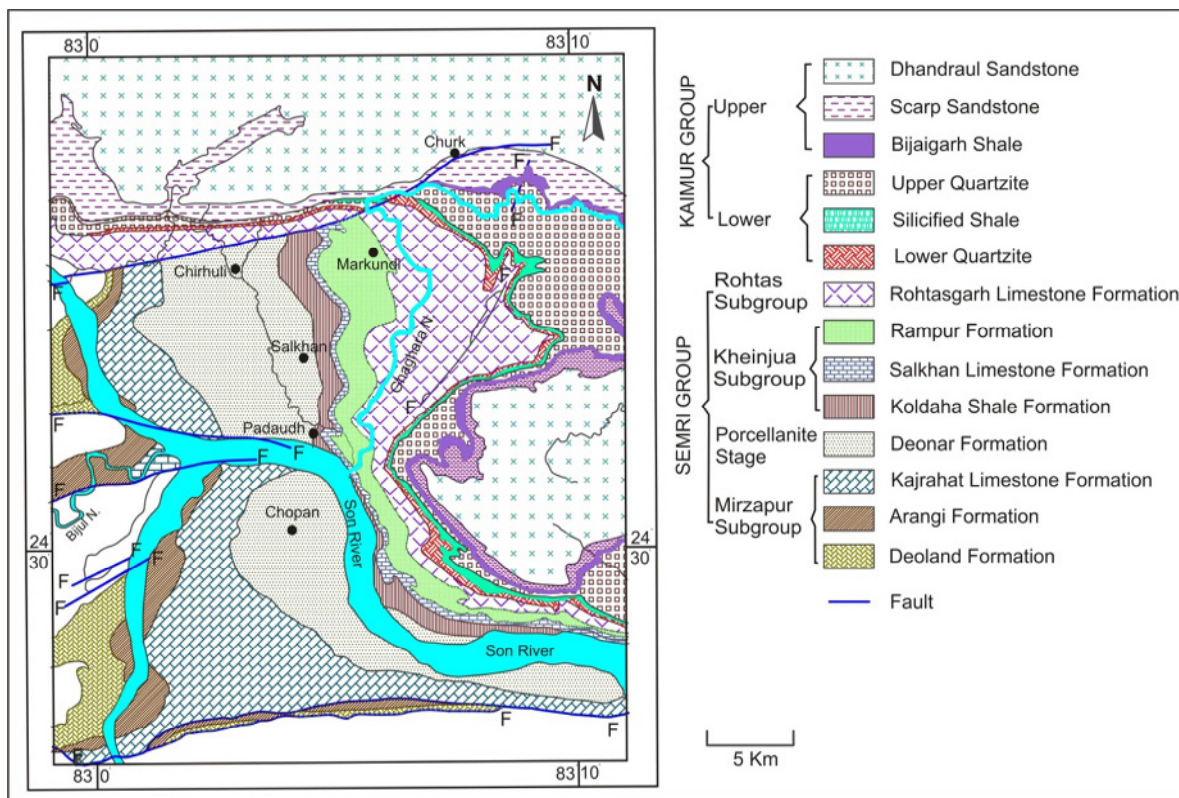 83 0'
83 10'
N
Churk
F
F
F
Markundi
Chirhuli
F
F
Ghaghara N.
Salkhan
F
Padaudh
F
F
F
F
Biju N.
Chopan
Son River
24
30
24
30
F
F
F
F
Son River
F
F
F
83 0'
83 10'
KAIMUR GROUP
Upper
Dhandraul Sandstone
Scarp Sandstone
Bijaigarh Shale
Lower
Upper Quartzite
Silicified Shale
Lower Quartzite
SEMRI GROUP
Rohtas
Subgroup
Rohtasgarh Limestone Formation
Kheinjua
Subgroup
Rampur Formation
Salkhan Limestone Formation
Koldaha Shale Formation
Porcellanite
Stage
Deonar Formation
Mirzapur
Subgroup
Kajrahat Limestone Formation
Arangi Formation
Deoland Formation
Fault
5 Km